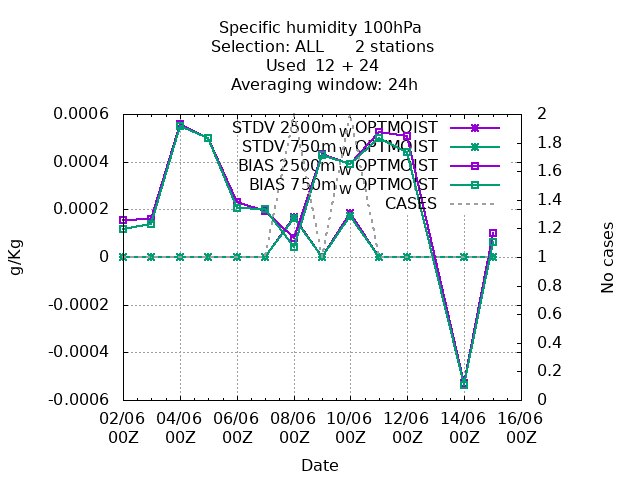 Specific humidity 100hPa
Selection: ALL      2 stations
Used  12 + 24
Averaging window: 24h
STDV 2500m W OPTMOIST
STDV 750m W OPTMOIST
BIAS 2500m W OPTMOIST
BIAS 750m W OPTMOIST
CASES
0.0006
0.0004
0.0002
0
-0.0002
-0.0004
-0.0006
g/Kg
2
1.8
1.6
1.4
1.2
1
0.8
0.6
0.4
0.2
0
No cases
02/06 04/06 06/06 08/06 10/06 12/06 14/06 16/06
00Z 00Z 00Z 00Z 00Z 00Z 00Z 00Z
Date